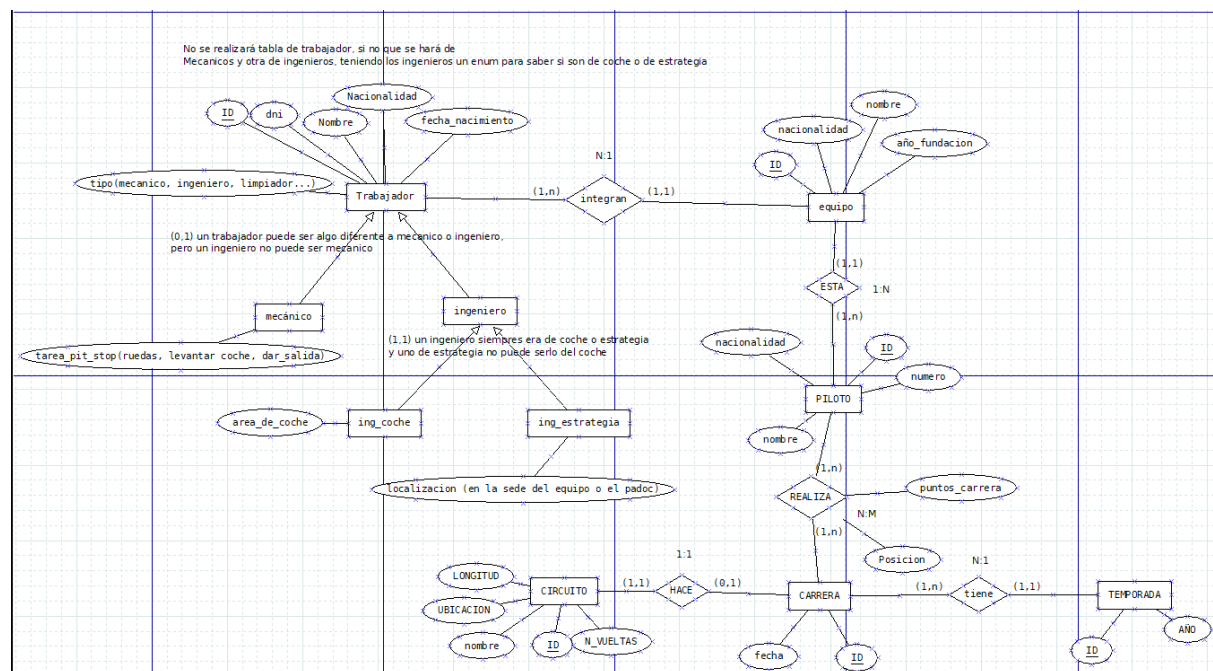 No se realizará tabla de trabajador, si no que se hará de
Mecanicos y otra de ingenieros, teniendo los ingenieros un enum para saber si son de coche o de estrategia
Nacionalidad
ID
dni
Nombre
fecha_nacimiento
tipo(mecanico, ingeniero, limpiador...)
Trabajador
(1,n)
N:1
integran
(1,1)
nombre
nacionalidad
año_fundacion
ID
equipo
(0,1) un trabajador puede ser algo diferente a mecanico o ingeniero,
pero un ingeniero no puede ser mecanico
(1,1)
ESTA
1:N
(1,n)
mecánico
ingeniero
tarea_pit_stop(ruedas, levantar coche, dar_salida)
(1,1) un ingeniero siempres era de coche o estrategia
y uno de estrategia no puede serlo del coche
nacionalidad
ID
numero
PILOTO
nombre
area_de_coche
ing_coche
ing_estrategia
localizacion (en la sede del equipo o el padoc)
(1,n)
REALIZA
puntos_carrera
N:M
(1,n)
Posicion
LONGITUD
UBICACION
nombre
ID
N_VUELTAS
CIRCUITO
(1,1)
1:1
HACE
(0,1)
CARRERA
fecha
ID
(1,n)
N:1
tiene
(1,1)
TEMPORADA
AÑO
ID